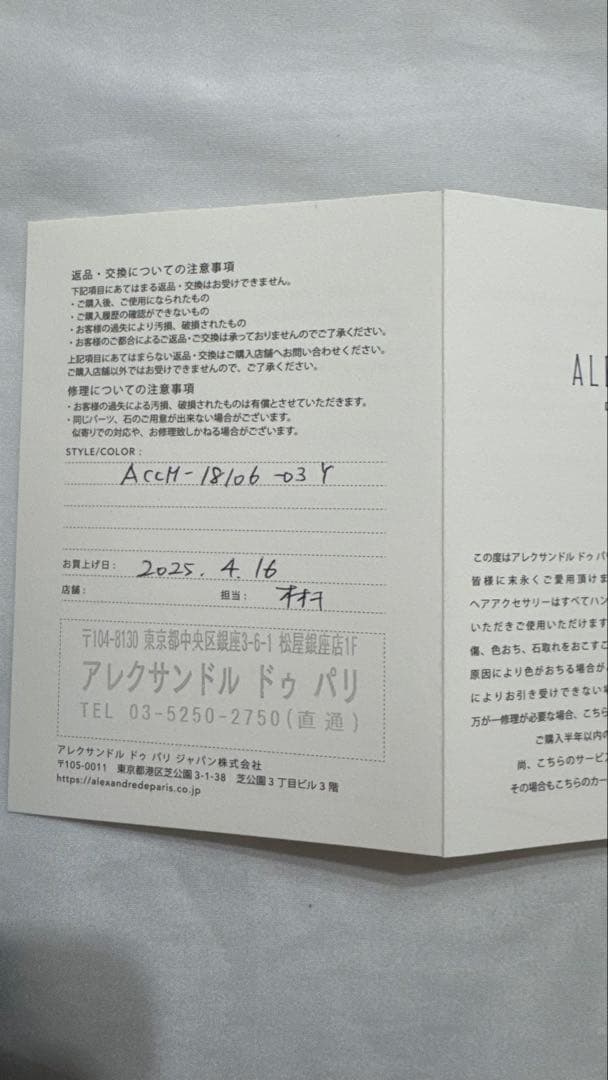 返品・交換についての注意事項
下記項目にあてはまる返品・交換はお受けできません。
・ご購入後、ご使用になられたもの
・ご購入履歴の確認ができないもの
・お客様の過失により汚損、破損されたもの
・お客様のご都合によるご返品・ご交換は承っておりませんのでご了承ください。
上記項目にあてはまらない返品・交換はご購入店舗へお問い合わせください。
ご購入店舗以外ではお受けできませんので、ご了承ください。
修理についての注意事項
・お客様の過失による汚損、破損されたものは有償とさせていただきます。
・同じパーツ、石のご用意が出来ない場合がございます。
似寄りでの対応や、お修理致しかねる場合がございます。
STYLE/COLOR :
ACCM-18106-03 Y
お買上げ日: 2025. 4. 16
店舗: 担当:
〒104-8130 東京都中央区銀座3-6-1 松屋銀座店1F
アレクサンドル ドゥ パリ
TEL 03-5250-2750(直通)
アレクサンドル ドゥ パリ ジャパン株式会社
〒105-0011 東京都港区芝公園3-1-38 芝公園3丁目ビル3階
https://alexandredeparis.co.jp
この度はアレクサンドル ドゥ パリ
皆様に末永くご愛用頂けま
ヘアアクセサリーはすべてハン
いただきご使用いただけます
傷、色おち、石取れをおこすこ
原因により色がおちる場合が
によりお引き受けできない
万が一修理が必要な場合、こちら
ご購入半年以内の
尚、こちらのサービス
その場合もこちらのカー